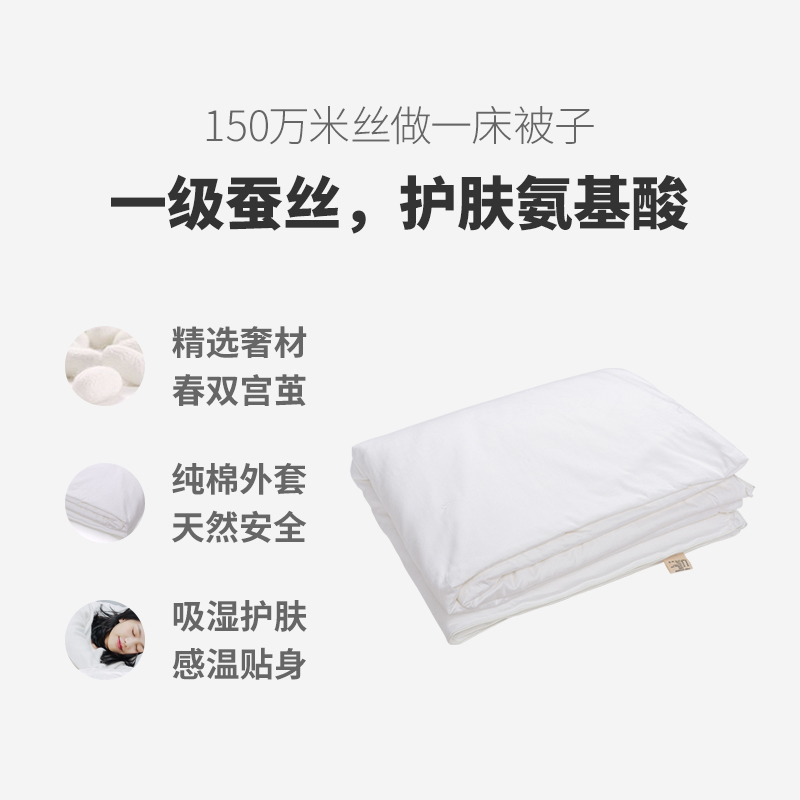 150万米丝做一床被子
一级蚕丝，护肤氨基酸
精选奢材
春双宫茧
纯棉外套
天然安全
吸湿护肤
感温贴身